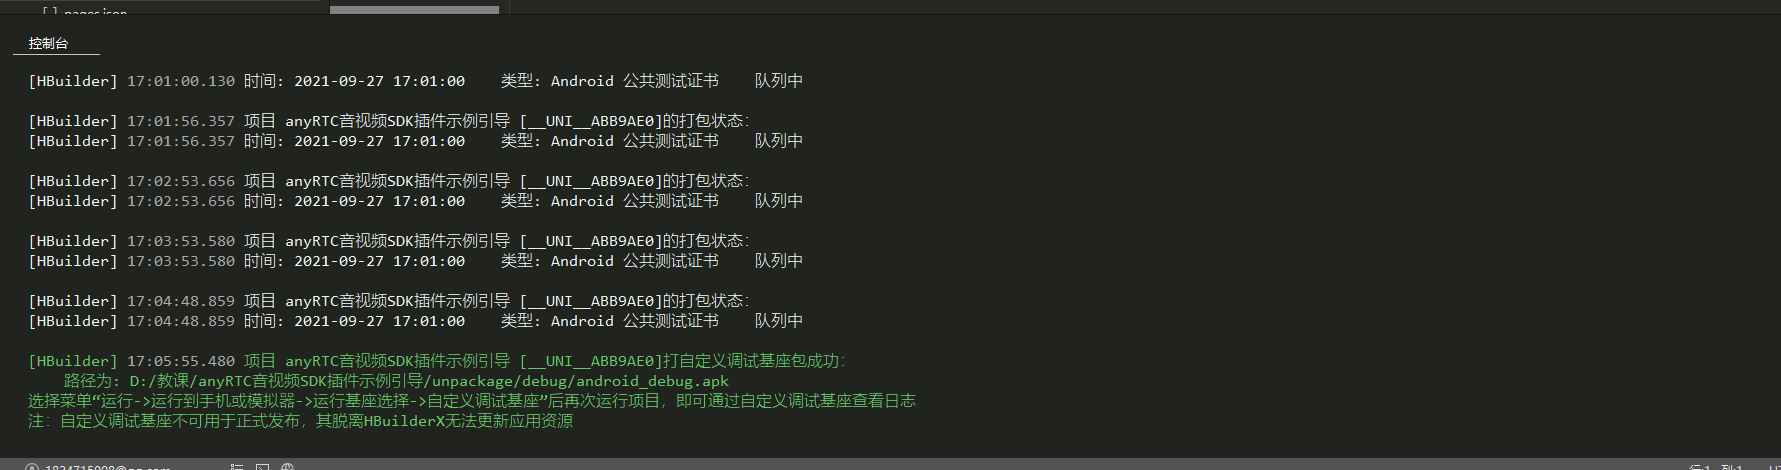 [ ] pages.json
控制台
[HBuilder] 17:01:00.130 时间: 2021-09-27 17:01:00    类型: Android 公共测试证书    队列中
[HBuilder] 17:01:56.357 项目 anyRTC音视频SDK插件示例引导 [__UNI__ABB9AE0]的打包状态:
[HBuilder] 17:01:56.357 时间: 2021-09-27 17:01:00    类型: Android 公共测试证书    队列中
[HBuilder] 17:02:53.656 项目 anyRTC音视频SDK插件示例引导 [__UNI__ABB9AE0]的打包状态:
[HBuilder] 17:02:53.656 时间: 2021-09-27 17:01:00    类型: Android 公共测试证书    队列中
[HBuilder] 17:03:53.580 项目 anyRTC音视频SDK插件示例引导 [__UNI__ABB9AE0]的打包状态:
[HBuilder] 17:03:53.580 时间: 2021-09-27 17:01:00    类型: Android 公共测试证书    队列中
[HBuilder] 17:04:48.859 项目 anyRTC音视频SDK插件示例引导 [__UNI__ABB9AE0]的打包状态:
[HBuilder] 17:04:48.859 时间: 2021-09-27 17:01:00    类型: Android 公共测试证书    队列中
[HBuilder] 17:05:55.480 项目 anyRTC音视频SDK插件示例引导 [__UNI__ABB9AE0]打自定义调试基座包成功:
路径为: D:/教课/anyRTC音视频SDK插件示例引导/unpackage/debug/android_debug.apk
选择菜单“运行->运行到手机或模拟器->运行基座选择->自定义调试基座”后再次运行项目，即可通过自定义调试基座查看日志
注：自定义调试基座不可用于正式发布，其脱离HBuilderX无法更新应用资源
行:1 列:1